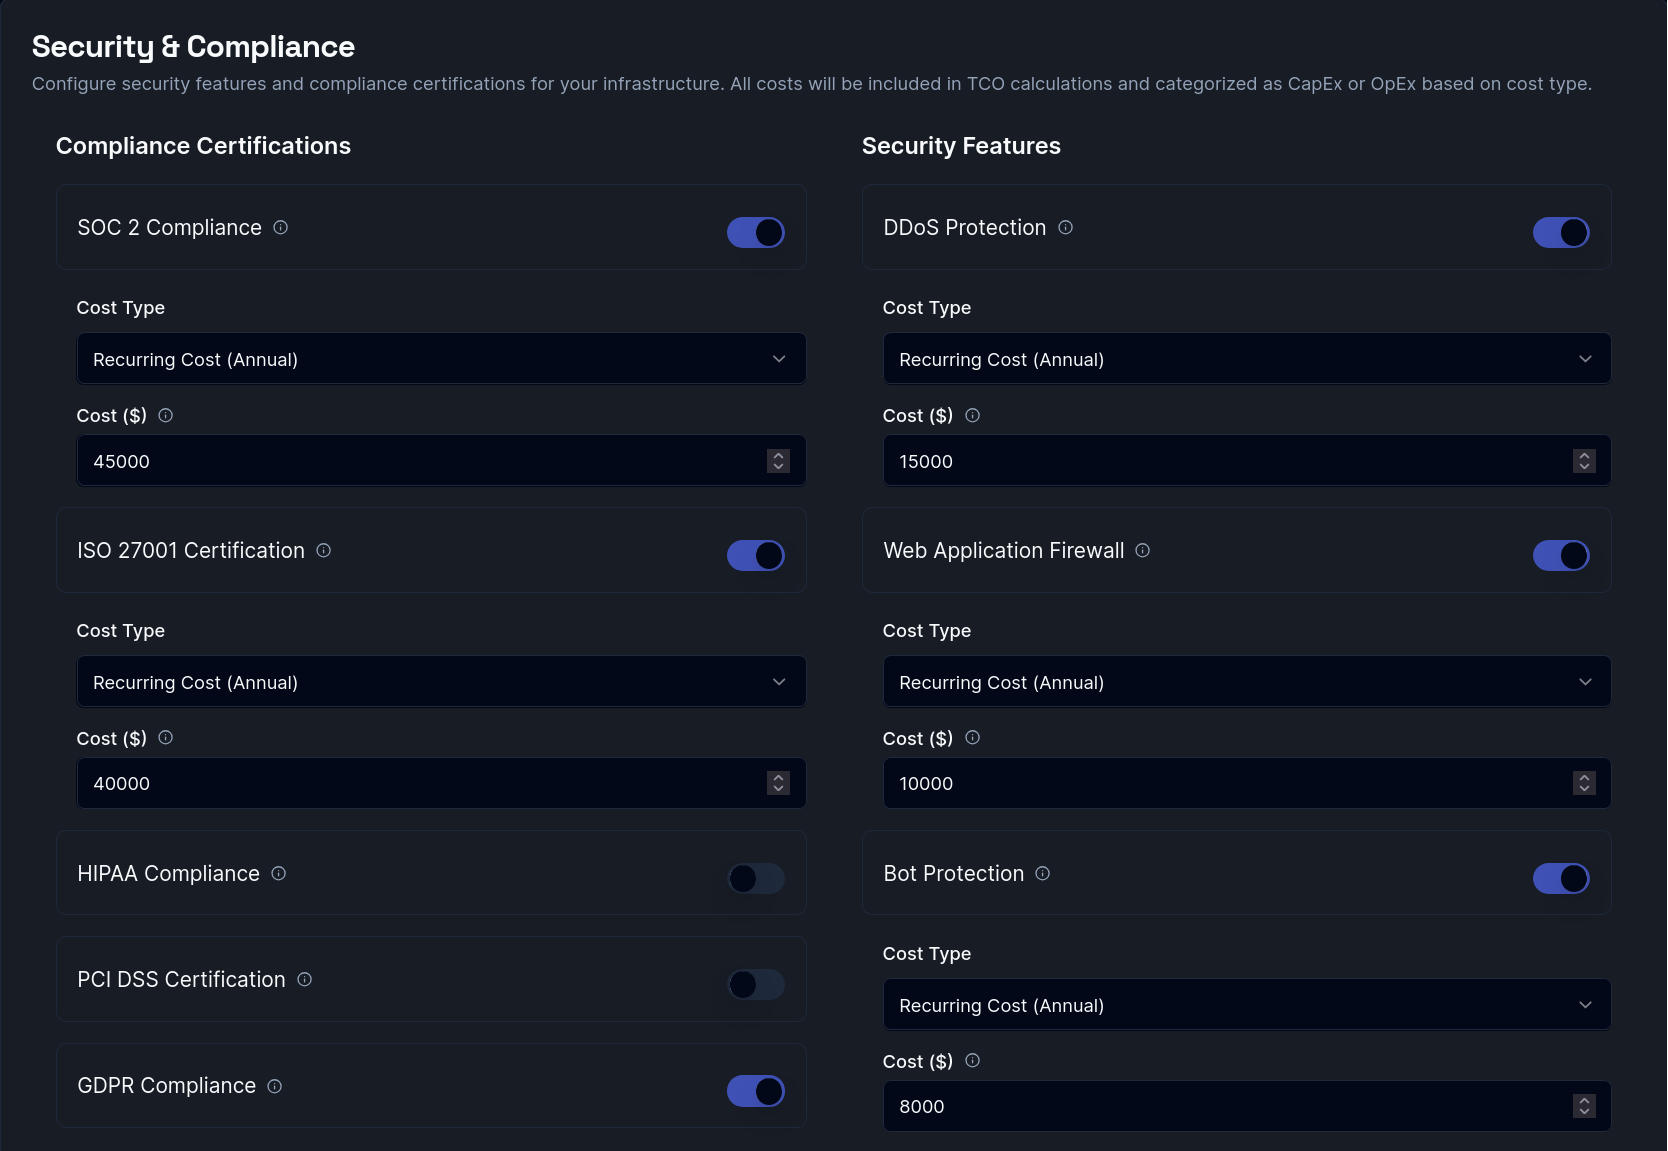 Security & Compliance
Configure security features and compliance certifications for your infrastructure. All costs will be included in TCO calculations and categorized as CapEx or OpEx based on cost type.
Compliance Certifications
SOC 2 Compliance
Cost Type
Recurring Cost (Annual)
Cost ($)
45000
ISO 27001 Certification
Cost Type
Recurring Cost (Annual)
Cost ($)
40000
HIPAA Compliance
PCI DSS Certification
GDPR Compliance
Security Features
DDoS Protection
Cost Type
Recurring Cost (Annual)
Cost ($)
15000
Web Application Firewall
Cost Type
Recurring Cost (Annual)
Cost ($)
10000
Bot Protection
Cost Type
Recurring Cost (Annual)
Cost ($)
8000